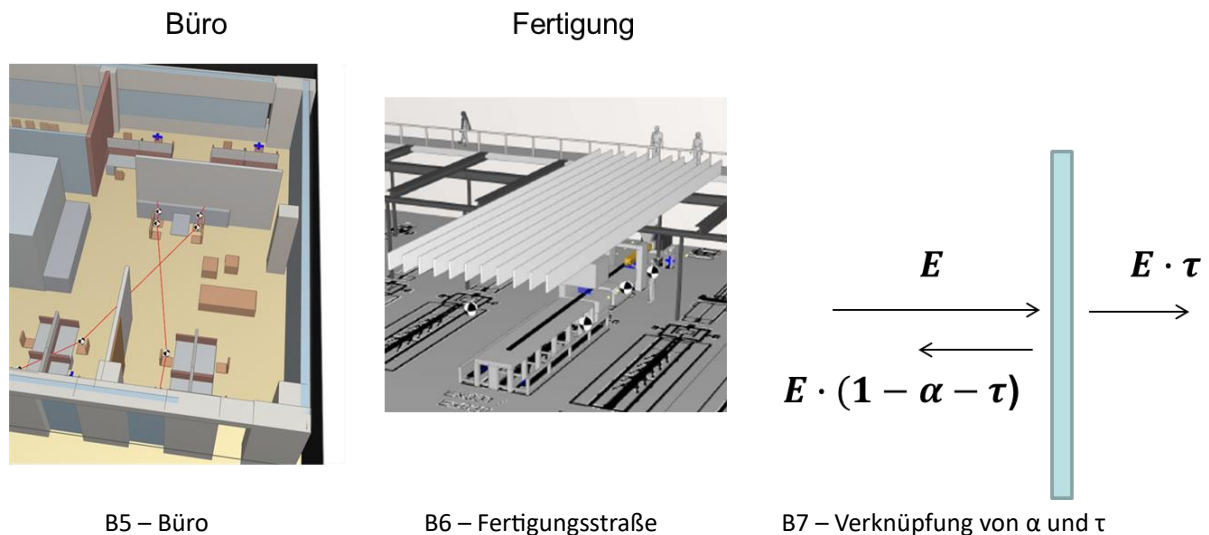 Büro
Fertigung
E
E · τ
E · (1 − α − τ)
B5 – Büro
B6 – Fertigungsstraße
B7 – Verknüpfung von α und τ